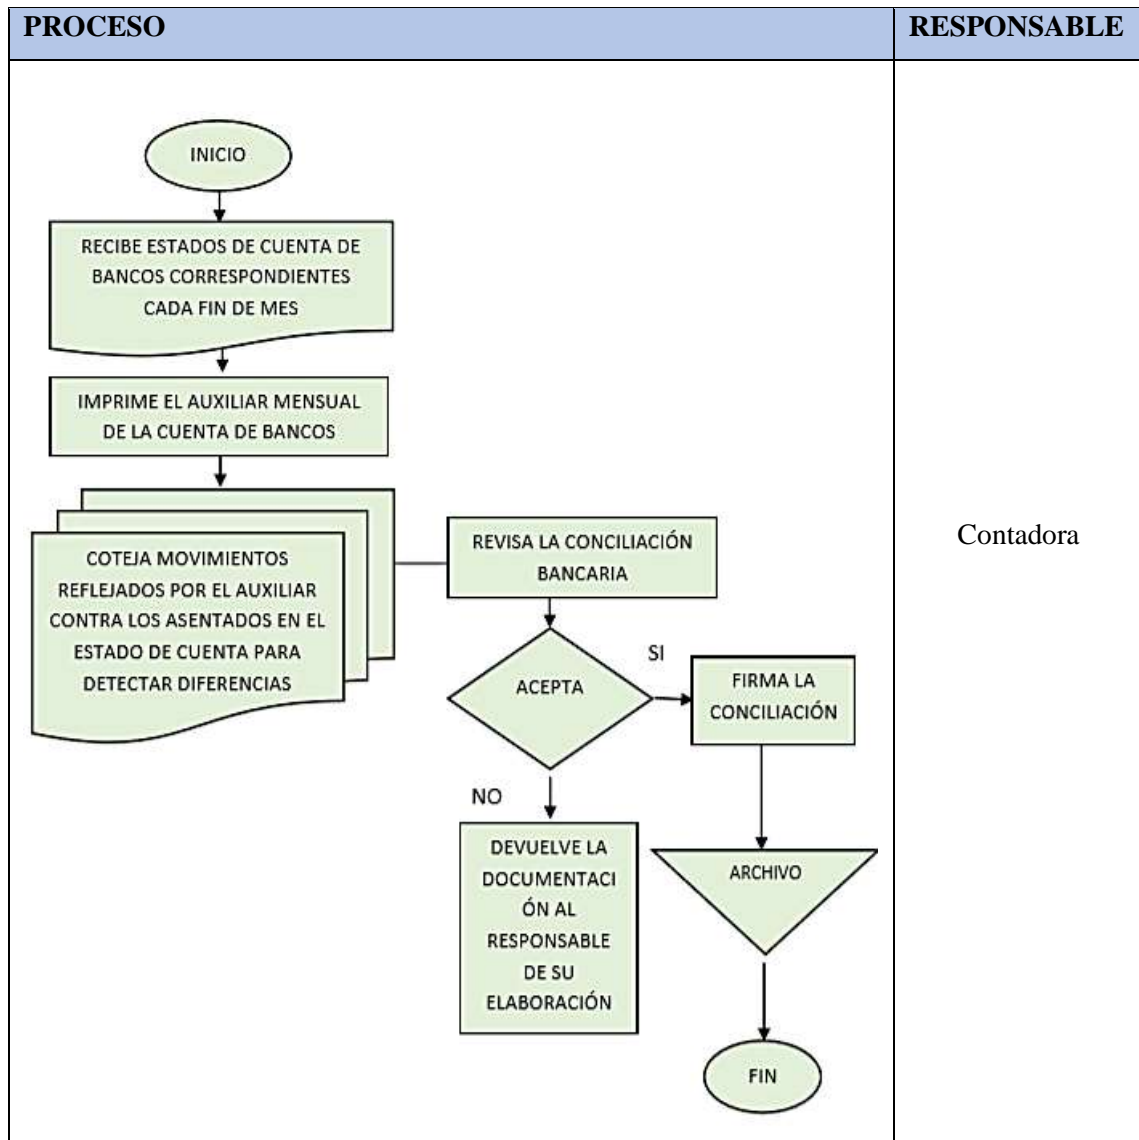 PROCESO
RESPONSABLE
INICIO
RECIBE ESTADOS DE CUENTA DE
BANCOS CORRESPONDIENTES
CADA FIN DE MES
IMPRIME EL AUXILIAR MENSUAL
DE LA CUENTA DE BANCOS
COTEJA MOVIMIENTOS
REFLEJADOS POR EL AUXILIAR
CONTRA LOS ASENTADOS EN EL
ESTADO DE CUENTA PARA
DETECTAR DIFERENCIAS
REVISA LA CONCILIACIÓN
BANCARIA
ACEPTA
SI
FIRMA LA
CONCILIACIÓN
NO
DEVUELVE LA
DOCUMENTACI
ÓN AL
RESPONSABLE
DE SU
ELABORACIÓN
ARCHIVO
FIN
Contadora